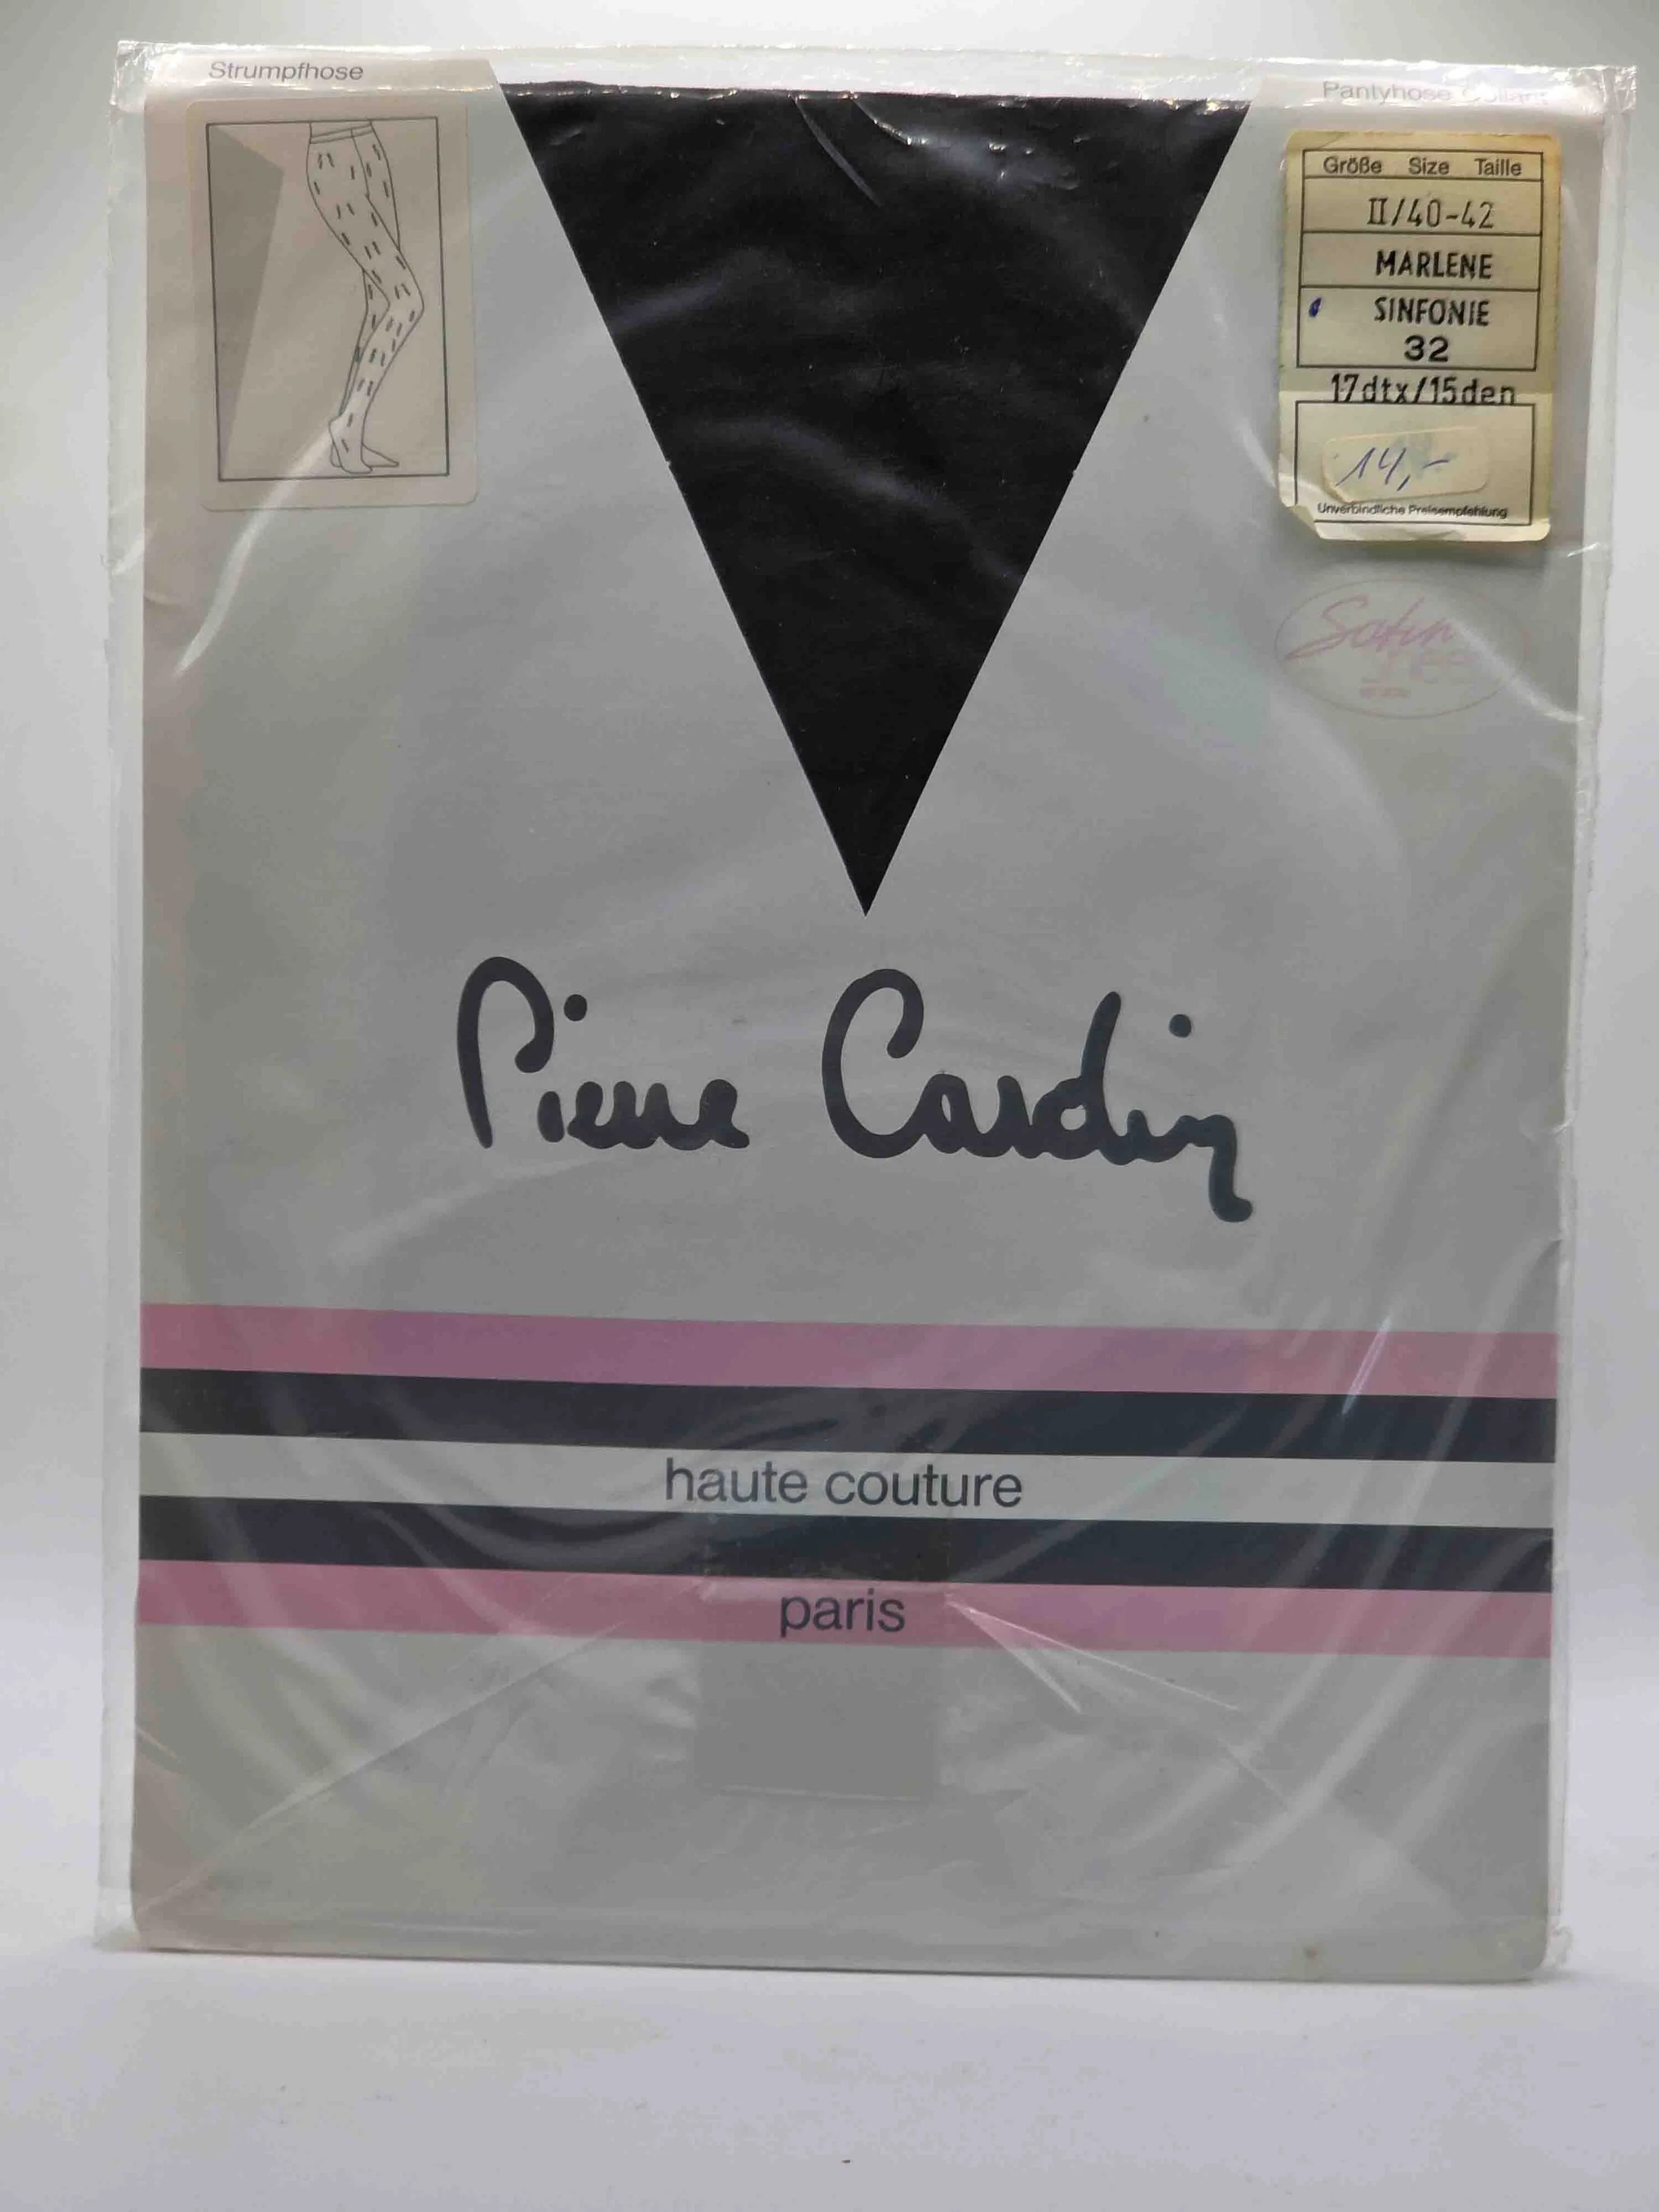 Strumpfhose
Pantyhose Collant
Größe Size Taille
II/40-42
MARLENE
SINFONIE
32
17dtx/15den
14,-
Unverbindliche Preisempfehlung
Satin
Pierre Cardin
haute couture
paris